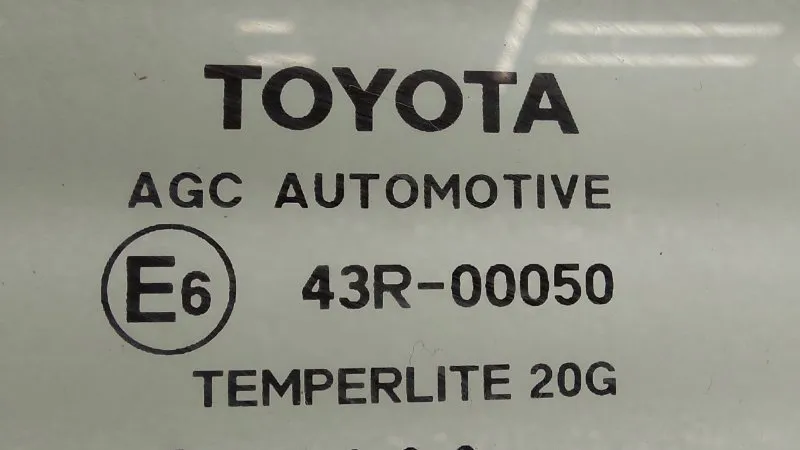 TOYOTA
AGC AUTOMOTIVE
E6 43R-00050
TEMPERLITE 20G